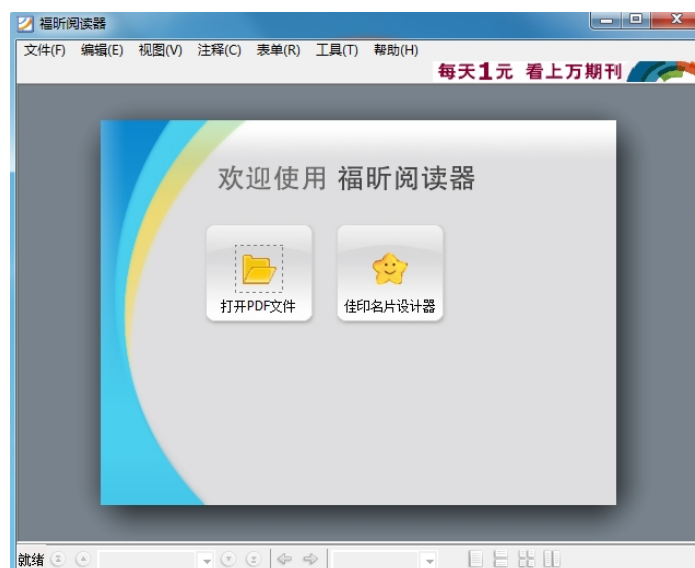 福昕阅读器
文件(F) 编辑(E) 视图(V) 注释(C) 表单(R) 工具(T) 帮助(H)
每天1元 看上万期刊
欢迎使用 福昕阅读器
打开PDF文件 佳印名片设计器
就绪